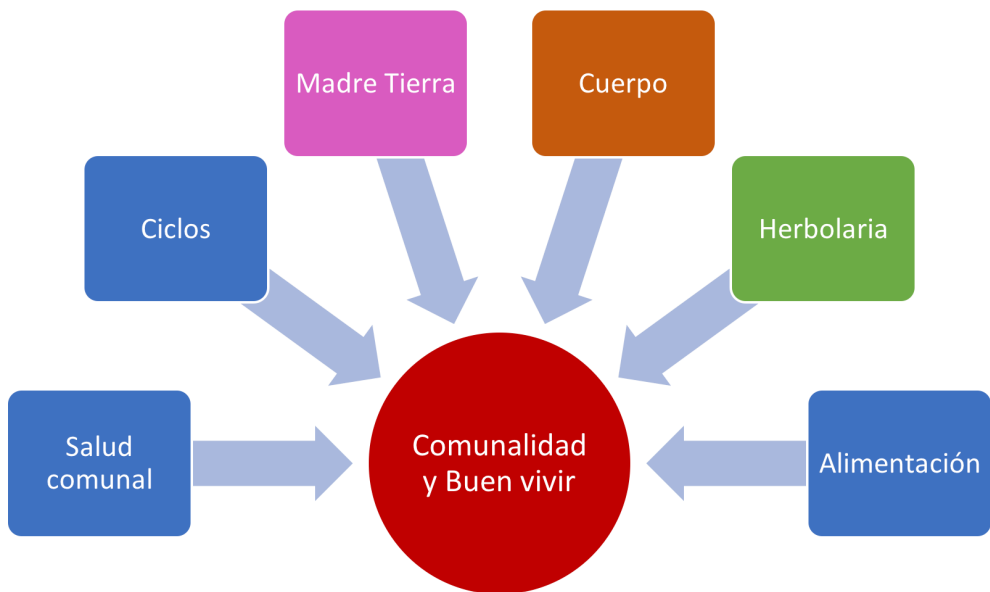 Madre Tierra
Cuerpo
Ciclos
Herbolaria
Salud
comunal
Comunalidad
y Buen vivir
Alimentación